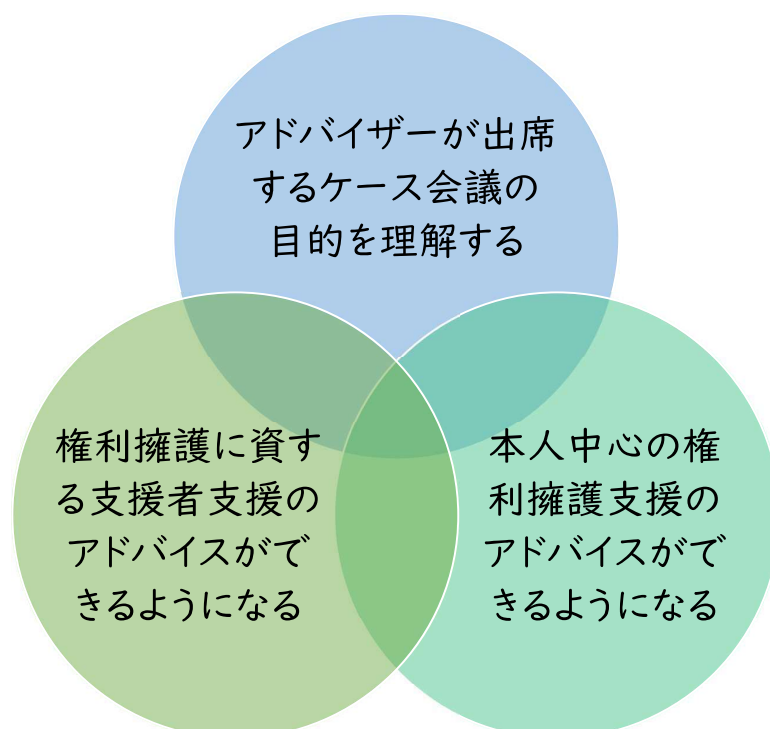 アドバイザーが出席
するケース会議の
目的を理解する
権利擁護に資す
る支援者支援の
アドバイスがで
きるようになる
本人中心の権
利擁護支援の
アドバイスがで
きるようになる